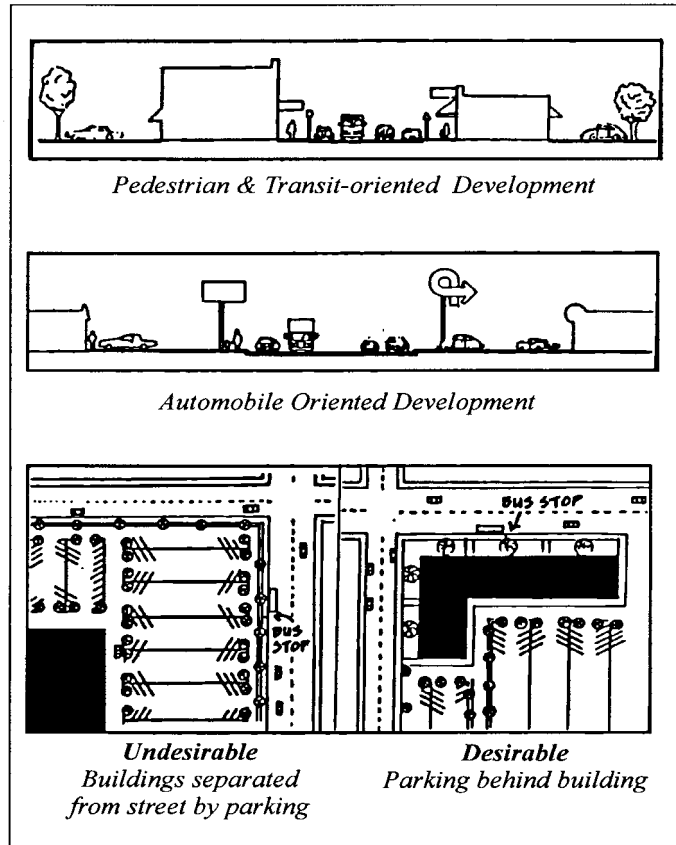 Pedestrian & Transit-oriented Development
Automobile Oriented Development
BUS STOP
BUS
STOP
Undesirable
Buildings separated
from street by parking
Desirable
Parking behind building